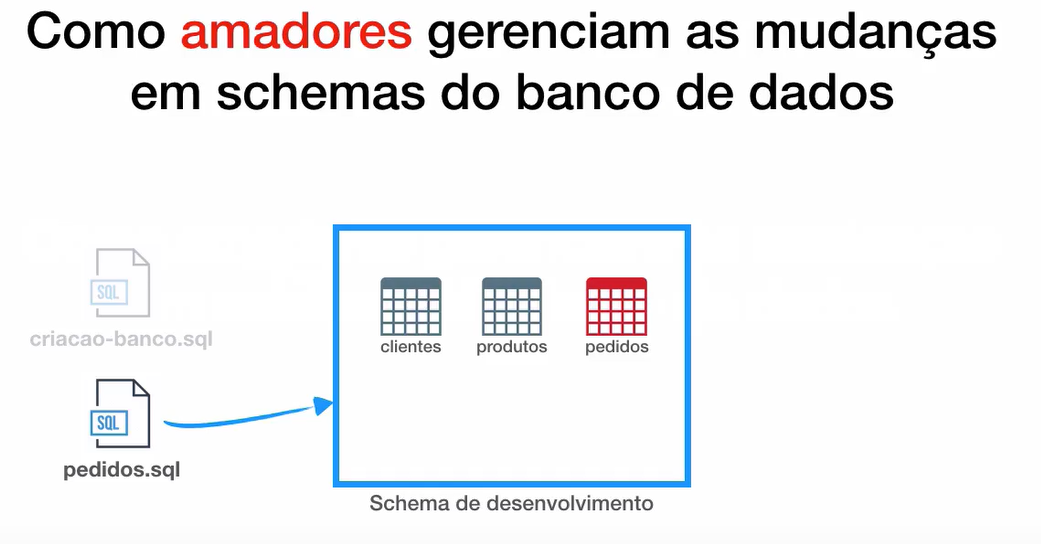 Como amadores gerenciam as mudanças
em schemas do banco de dados
SQL
criacao-banco.sql
clientes
produtos
pedidos
SQL
pedidos.sql
Schema de desenvolvimento